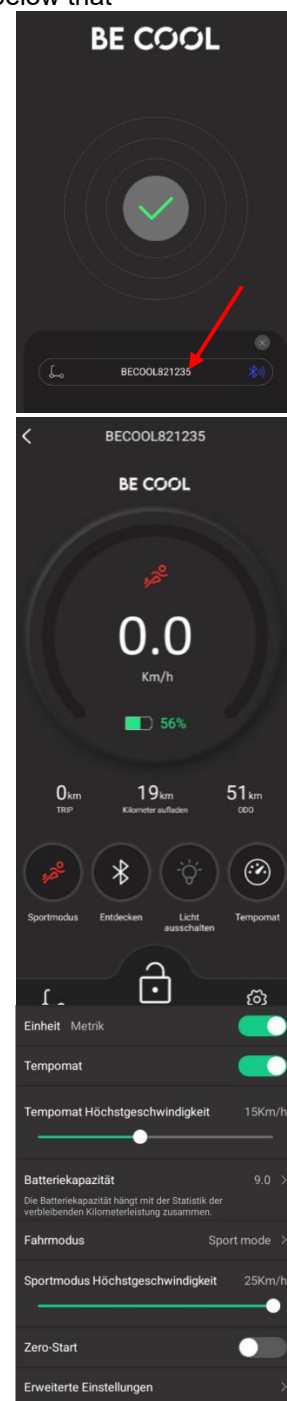 below that
BE COOL
BECOOL821235
BECOOL821235
BE COOL
0.0
Km/h
56%
0km 19km 51km
TRIP Kilometer aufladen ODO
Sportmodus Entdecken Licht ausschalten Tempomat
Einheit Metrik
Tempomat
Tempomat Höchstgeschwindigkeit 15Km/h
Batteriekapazität 9.0
Die Batteriekapazität hängt mit der Statistik der
verbleibenden Kilometerleistung zusammen.
Fahrmodus Sport mode
Sportmodus Höchstgeschwindigkeit 25Km/h
Zero-Start
Erweiterte Einstellungen